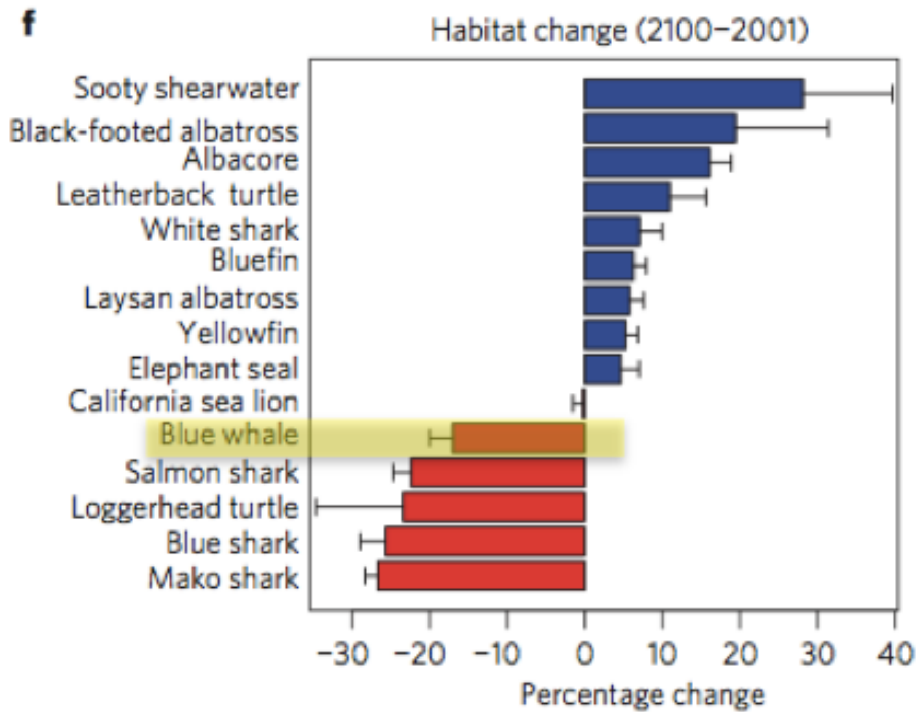 f
Habitat change (2100–2001)
Sooty shearwater
Black-footed albatross
Albacore
Leatherback turtle
White shark
Bluefin
Laysan albatross
Yellowfin
Elephant seal
California sea lion
Blue whale
Salmon shark
Loggerhead turtle
Blue shark
Mako shark
−30 −20 −10 0 10 20 30 40
Percentage change